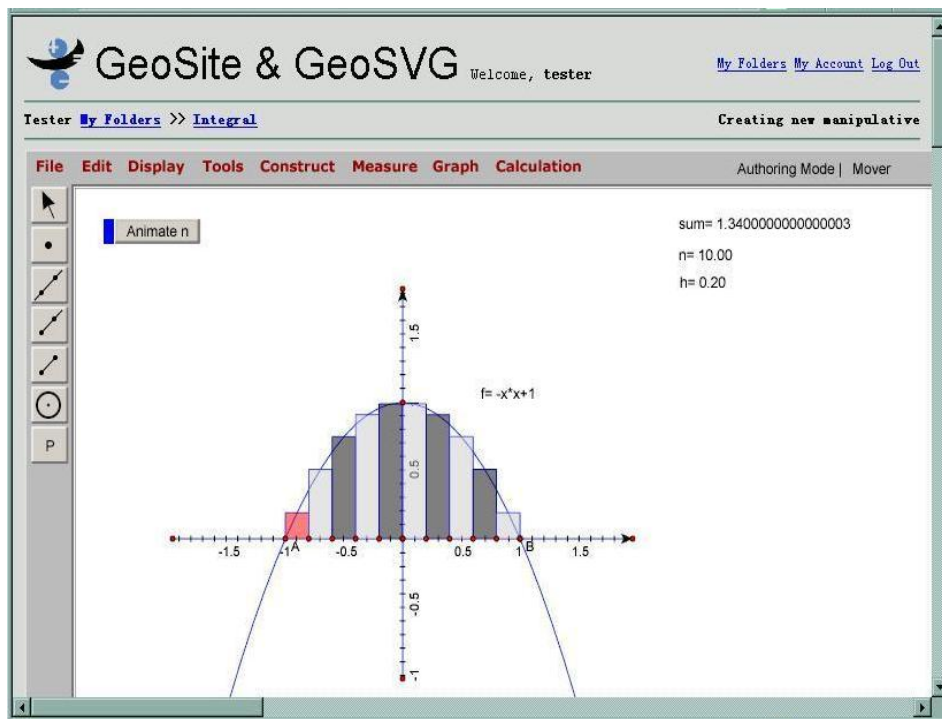 GeoSite & GeoSVG Welcome, tester My Folders My Account Log Out
Tester My Folders >> Integral Creating new manipulative
File Edit Display Tools Construct Measure Graph Calculation Authoring Mode | Mover
Animate n
sum= 1.3400000000000003
n= 10.00
h= 0.20
1.5
f= -x*x+1
0.5
-1.5 -1 A -0.5 0.5 1 B 1.5
-0.5
-1
P